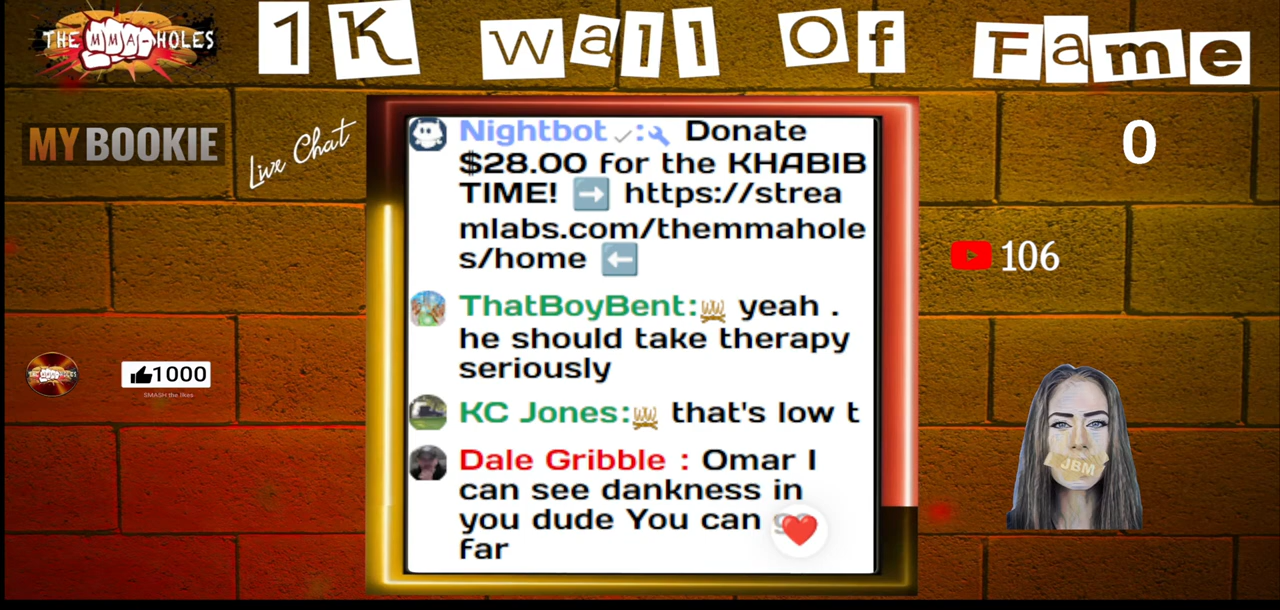 THE MMA-HOLES
1K Wall Of Fame
MYBOOKIE
Live Chat
0
Nightbot : Donate
$28.00 for the KHABIB
TIME! ➡️ https://strea
mlabs.com/themmahole
s/home ⬅️
106
ThatBoyBent: yeah .
he should take therapy
seriously
1000
SMASH the likes
KC Jones: that's low t
Dale Gribble : Omar I
can see dankness in
you dude You can
far
JBM